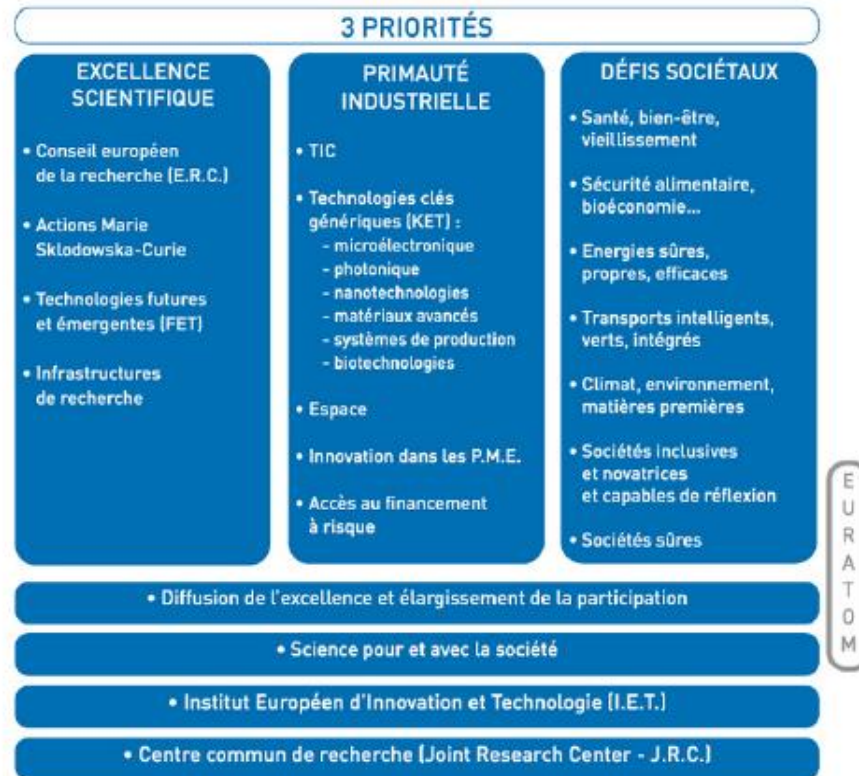 3 PRIORITÉS
EXCELLENCE
SCIENTIFIQUE
• Conseil européen
de la recherche (E.R.C.)
• Actions Marie
Sklodowska-Curie
• Technologies futures
et émergentes (FET)
• Infrastructures
de recherche
PRIMAUTÉ
INDUSTRIELLE
• TIC
• Technologies clés
génériques (KET) :
- microélectronique
- photonique
- nanotechnologies
- matériaux avancés
- systèmes de production
- biotechnologies
• Espace
• Innovation dans les P.M.E.
• Accès au financement
à risque
DÉFIS SOCIÉTAUX
• Santé, bien-être,
vieillissement
• Sécurité alimentaire,
bioéconomie...
• Energies sûres,
propres, efficaces
• Transports intelligents,
verts, intégrés
• Climat, environnement,
matières premières
• Sociétés inclusives
et novatrices
et capables de réflexion
• Sociétés sûres
EURATOM
• Diffusion de l'excellence et élargissement de la participation
• Science pour et avec la société
• Institut Européen d'Innovation et Technologie (I.E.T.)
• Centre commun de recherche (Joint Research Center - J.R.C.)